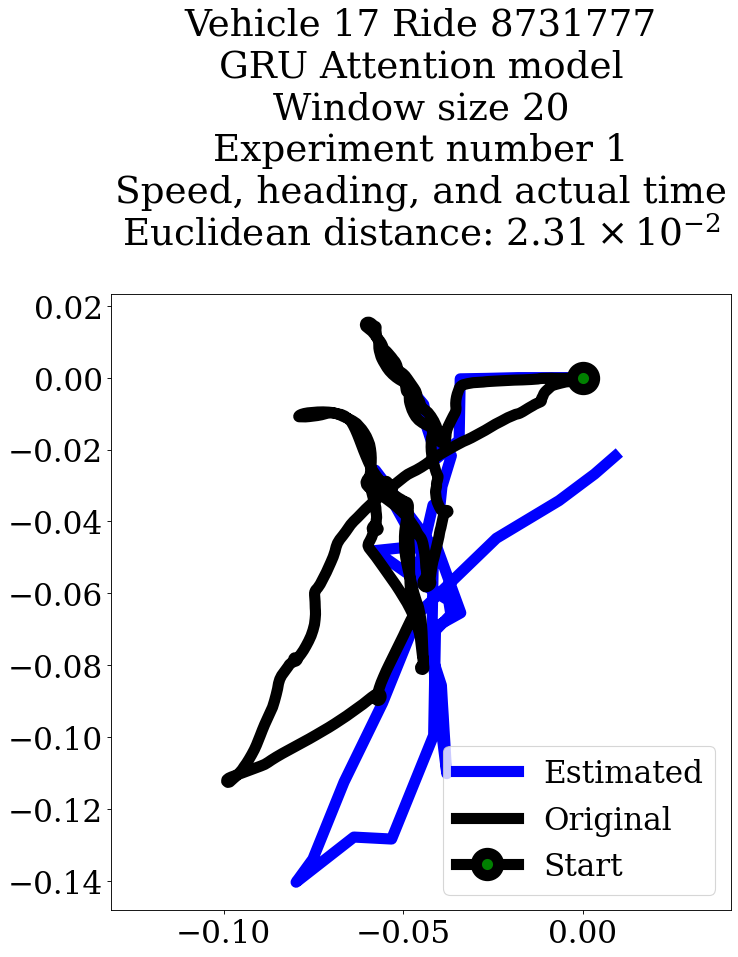 Vehicle 17 Ride 8731777
GRU Attention model
Window size 20
Experiment number 1
Speed, heading, and actual time
Euclidean distance: 2.31 × 10⁻²
0.02
0.00
−0.02
−0.04
−0.06
−0.08
−0.10
−0.12
−0.14
Estimated
Original
Start
−0.10
−0.05
0.00